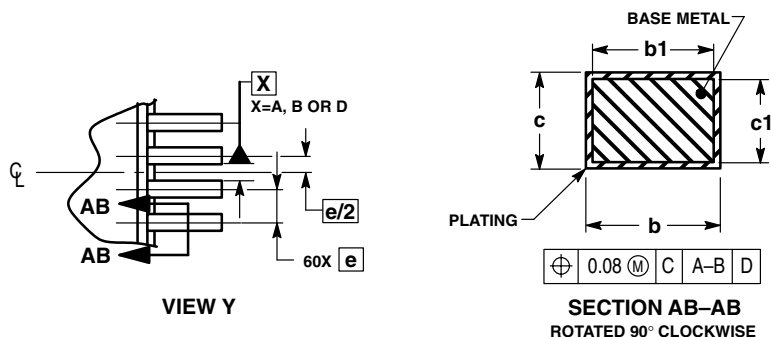 X
X=A, B OR D
℄
AB
AB
e/2
60X e
VIEW Y
BASE METAL
b1
c
c1
PLATING
b
⌖ 0.08 Ⓜ C A–B D
SECTION AB–AB
ROTATED 90° CLOCKWISE